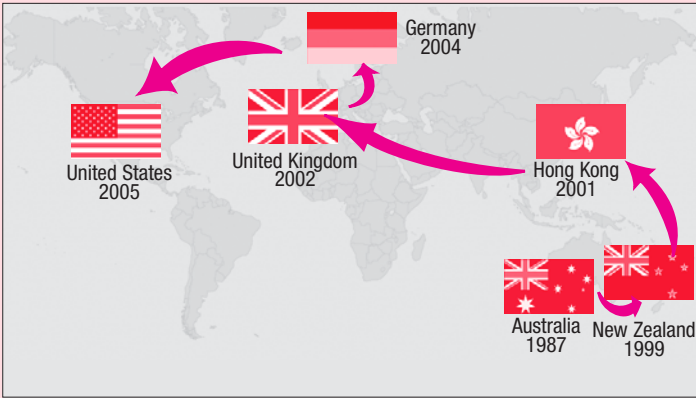 Germany
2004
United States
2005
United Kingdom
2002
Hong Kong
2001
Australia
1987
New Zealand
1999